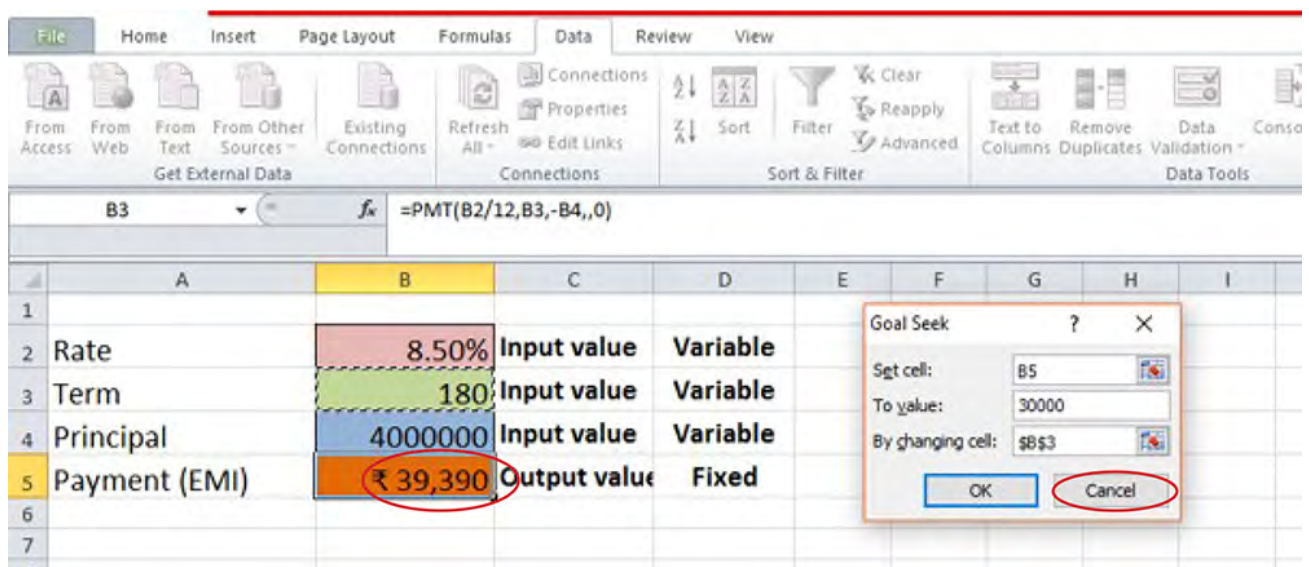 File Home Insert Page Layout Formulas Data Review View
From Access
From Web
From Text
From Other Sources
Existing Connections
Get External Data
Refresh All
Connections
Properties
Edit Links
Connections
Sort
Filter
Clear
Reapply
Advanced
Sort & Filter
Text to Columns
Remove Duplicates
Data Validation
Data Tools
B3 fx =PMT(B2/12,B3,-B4,,0)
A B C D E F G H I
1
2 Rate 8.50% Input value Variable
3 Term 180 Input value Variable
4 Principal 4000000 Input value Variable
5 Payment (EMI) ₹ 39,390 Output value Fixed
6
7
Goal Seek ? X
Set cell: B5
To value: 30000
By changing cell: $B$3
OK Cancel